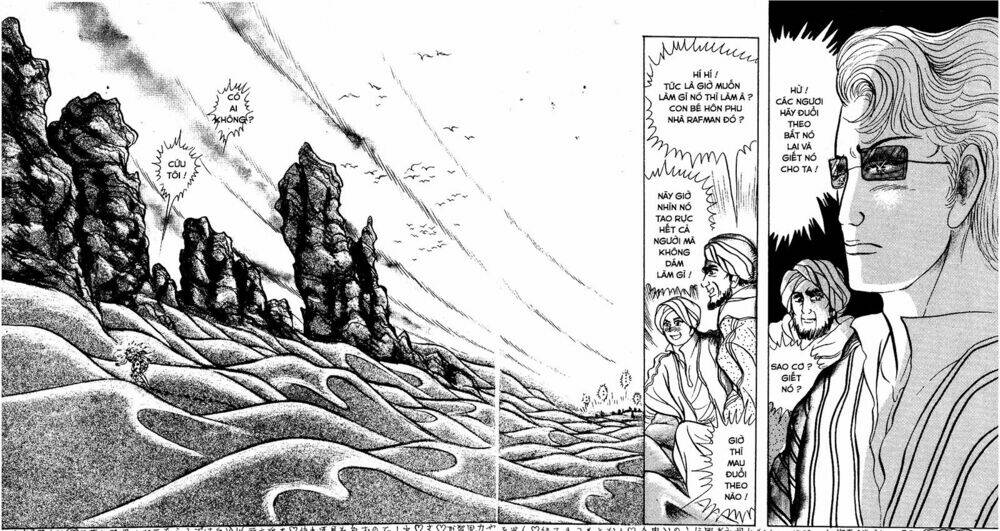 HỪ !
CÁC NGƯƠI
HÃY ĐUỔI
THEO
BẮT NÓ
LẠI VÀ
GIẾT NÓ
CHO TA !
SAO CƠ ?
GIẾT
NÓ ?
HÍ HÍ !
TỨC LÀ GIỜ MUỐN
LÀM GÌ NÓ THÌ LÀM À ?
CON BÉ HÔN PHU
NHÀ RAFMAN ĐÓ ?
NÃY GIỜ
NHÌN NÓ
TAO RỰC
HẾT CẢ
NGƯỜI MÀ
KHÔNG
DÁM
LÀM GÌ !
GIỜ
THÌ
MAU
ĐUỔI
THEO
NÀO !
CÓ
AI
KHÔNG ?
CỨU
TÔI !